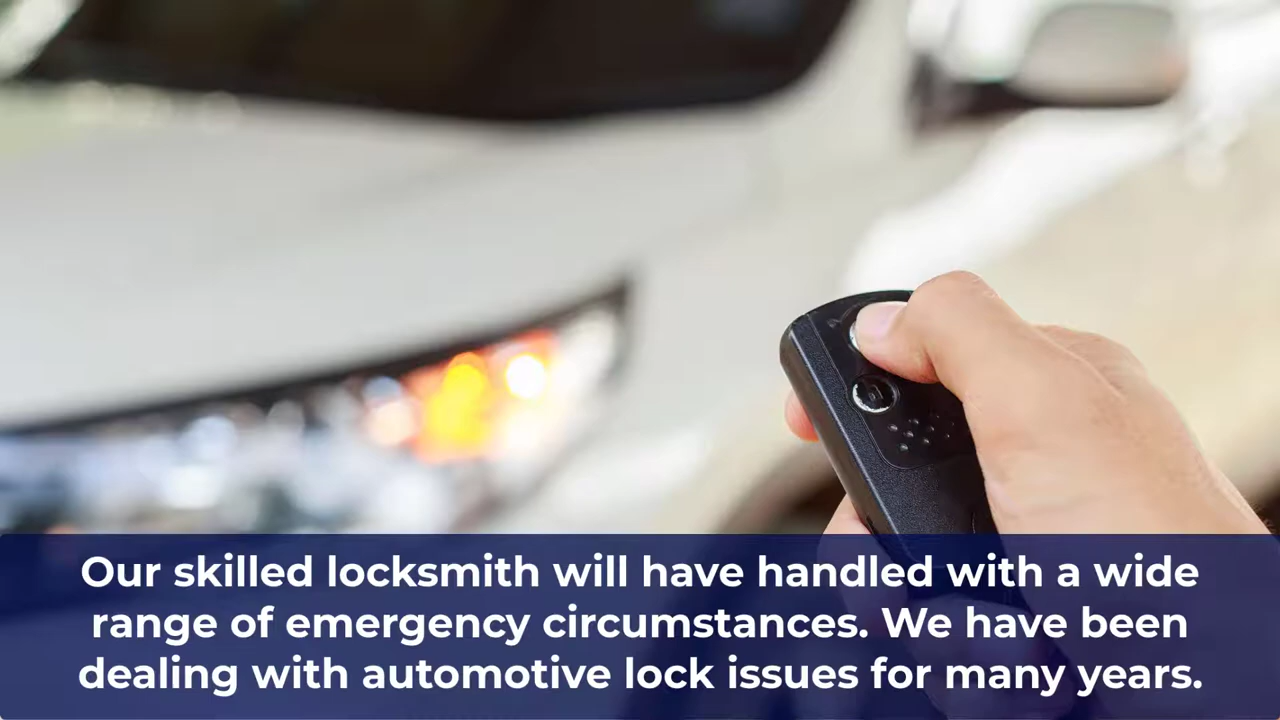 Our skilled locksmith will have handled with a wide
range of emergency circumstances. We have been
dealing with automotive lock issues for many years.